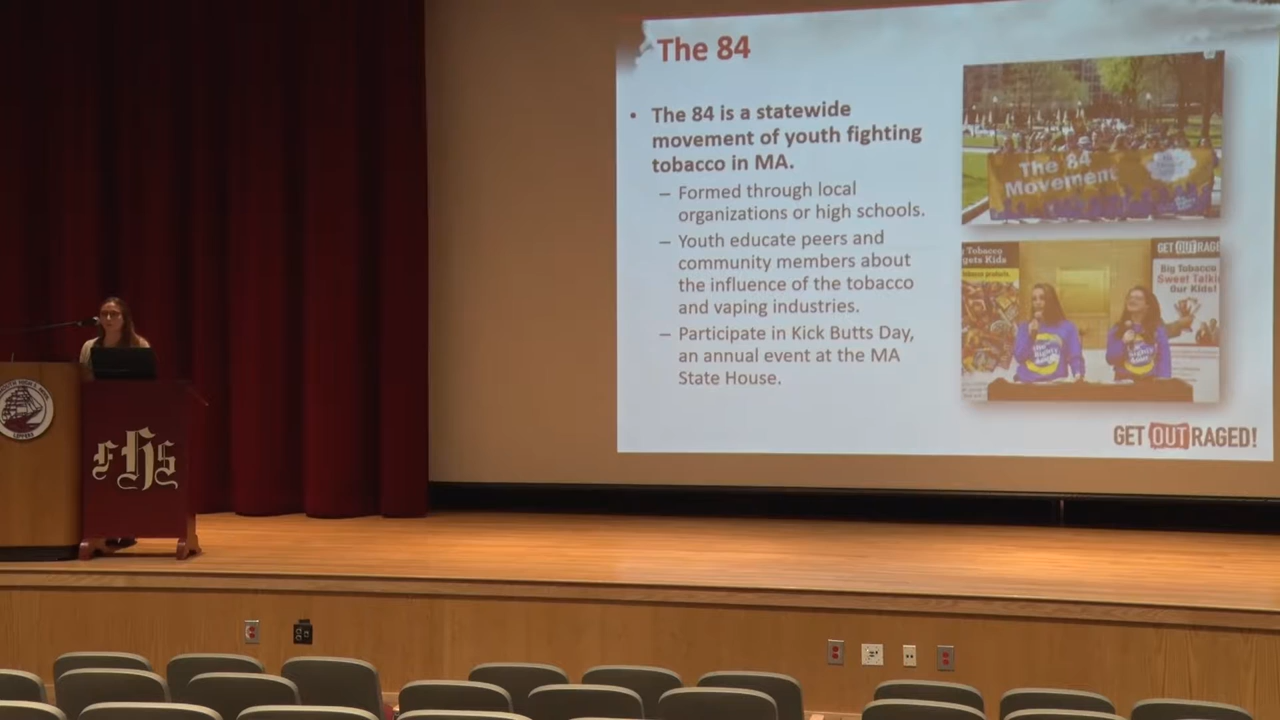 The 84
• The 84 is a statewide
movement of youth fighting
tobacco in MA.
– Formed through local
organizations or high schools.
– Youth educate peers and
community members about
the influence of the tobacco
and vaping industries.
– Participate in Kick Butts Day,
an annual event at the MA
State House.
The 84
Movement
Tobacco
gets Kids
GET OUTRAGE
Big Tobacco
Sweet Talki
Our Kids!
GET OUTRAGED!
FHS